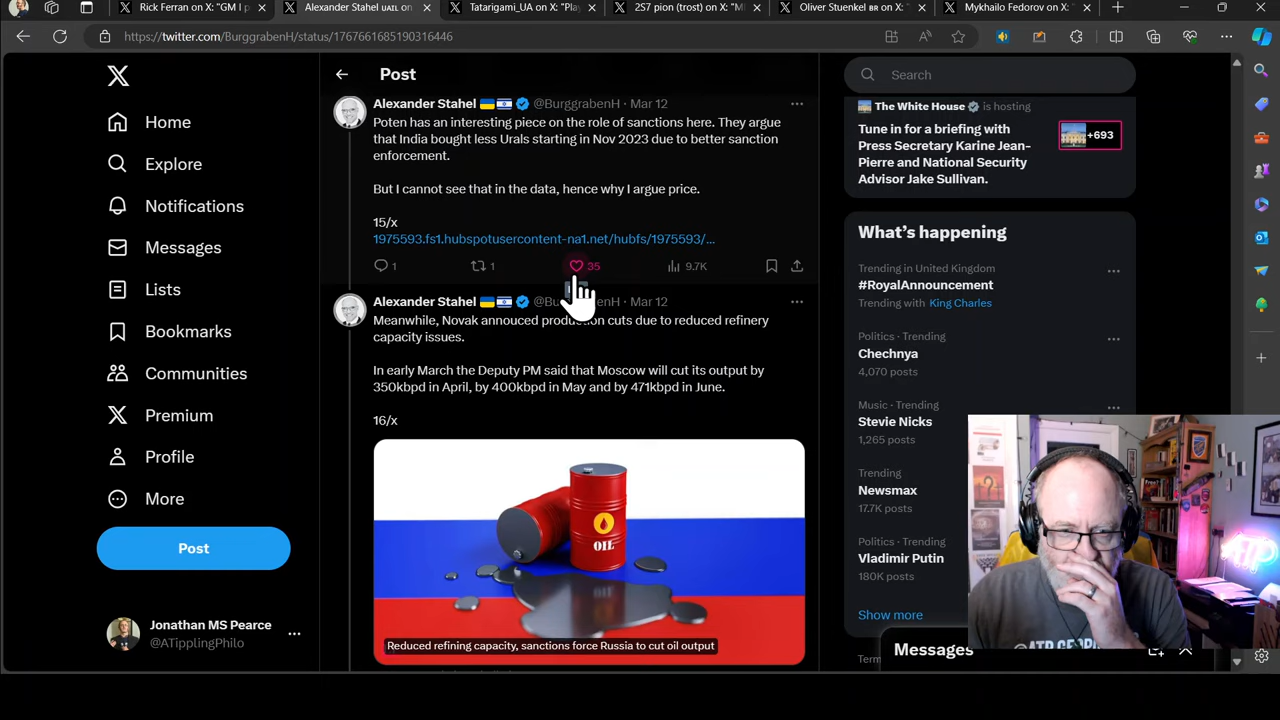 Rick Ferran on X: "GM I p
Alexander Stahel 🇺🇦🇮🇱
Tatarigami_UA on X: "Pla
2S7 pion (trost) on X: "M
Oliver Stuenkel 🇧🇷 on X: "
Mykhailo Fedorov on X: "
https://twitter.com/BurggrabenH/status/1767661685190316446
Post
Search
Home
Explore
Notifications
Messages
Lists
Bookmarks
Communities
Premium
Profile
More
Post
Jonathan MS Pearce
@ATipplingPhilo
Alexander Stahel 🇺🇦🇮🇱 @BurggrabenH · Mar 12
Poten has an interesting piece on the role of sanctions here. They argue
that India bought less Urals starting in Nov 2023 due to better sanction
enforcement.
But I cannot see that in the data, hence why I argue price.
15/x
1975593.fs1.hubspotusercontent-na1.net/hubfs/1975593/...
1 1 35 9.7K
Alexander Stahel 🇺🇦🇮🇱 · Mar 12
Meanwhile, Novak annouced production cuts due to reduced refinery
capacity issues.
In early March the Deputy PM said that Moscow will cut its output by
350kbpd in April, by 400kbpd in May and by 471kbpd in June.
16/x
OIL
Reduced refining capacity, sanctions force Russia to cut oil output
The White House is hosting
Tune in for a briefing with
Press Secretary Karine Jean-
Pierre and National Security
Advisor Jake Sullivan.
+693
What's happening
Trending in United Kingdom
#RoyalAnnouncement
Trending with King Charles
Politics · Trending
Chechnya
4,070 posts
Music · Trending
Stevie Nicks
1,265 posts
Trending
Newsmax
17.7K posts
Politics · Trending
Vladimir Putin
180K posts
Show more
Messages